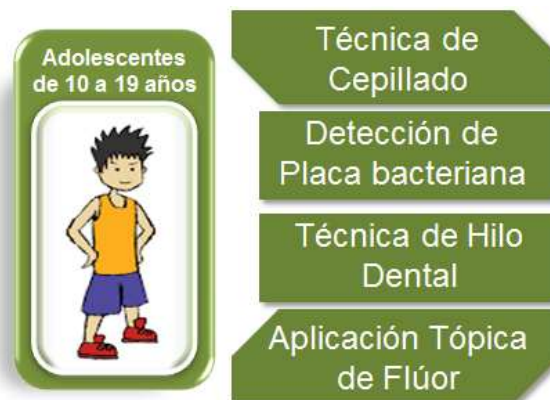 Adolescentes
de 10 a 19 años
Técnica de
Cepillado
Detección de
Placa bacteriana
Técnica de Hilo
Dental
Aplicación Tópica
de Flúor